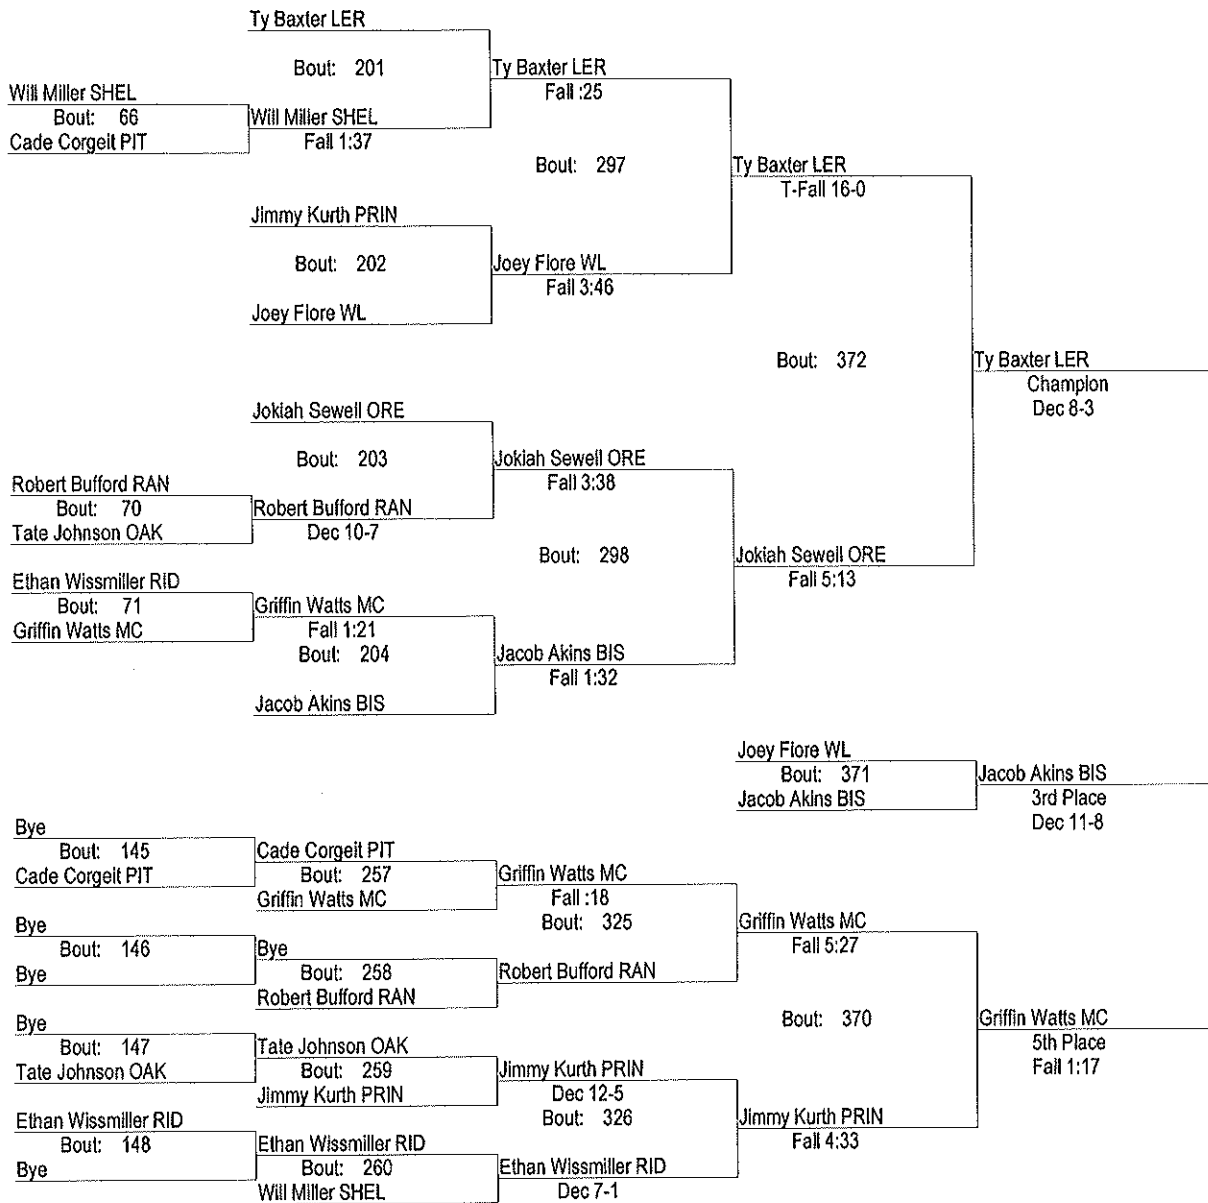 Ty Baxter LER
Bout: 201
Ty Baxter LER
Fall :25
Will Miller SHEL
Bout: 66
Will Miller SHEL
Cade Corgeit PIT
Fall 1:37
Bout: 297
Ty Baxter LER
T-Fall 16-0
Jimmy Kurth PRIN
Bout: 202
Joey Fiore WL
Fall 3:46
Joey Fiore WL
Bout: 372
Ty Baxter LER
Champion
Dec 8-3
Jokiah Sewell ORE
Bout: 203
Jokiah Sewell ORE
Fall 3:38
Robert Bufford RAN
Bout: 70
Robert Bufford RAN
Tate Johnson OAK
Dec 10-7
Bout: 298
Jokiah Sewell ORE
Fall 5:13
Ethan Wissmiller RID
Bout: 71
Griffin Watts MC
Griffin Watts MC
Fall 1:21
Bout: 204
Jacob Akins BIS
Fall 1:32
Jacob Akins BIS
Joey Fiore WL
Bout: 371
Jacob Akins BIS
Jacob Akins BIS
3rd Place
Dec 11-8
Bye
Bout: 145
Cade Corgeit PIT
Cade Corgeit PIT
Bout: 257
Griffin Watts MC
Griffin Watts MC
Fall :18
Bout: 325
Griffin Watts MC
Fall 5:27
Bye
Bout: 146
Bye
Bye
Bout: 258
Robert Bufford RAN
Robert Bufford RAN
Bout: 370
Griffin Watts MC
5th Place
Fall 1:17
Bye
Bout: 147
Tate Johnson OAK
Tate Johnson OAK
Bout: 259
Jimmy Kurth PRIN
Jimmy Kurth PRIN
Dec 12-5
Bout: 326
Jimmy Kurth PRIN
Fall 4:33
Ethan Wissmiller RID
Bout: 148
Bye
Ethan Wissmiller RID
Bout: 260
Will Miller SHEL
Ethan Wissmiller RID
Dec 7-1